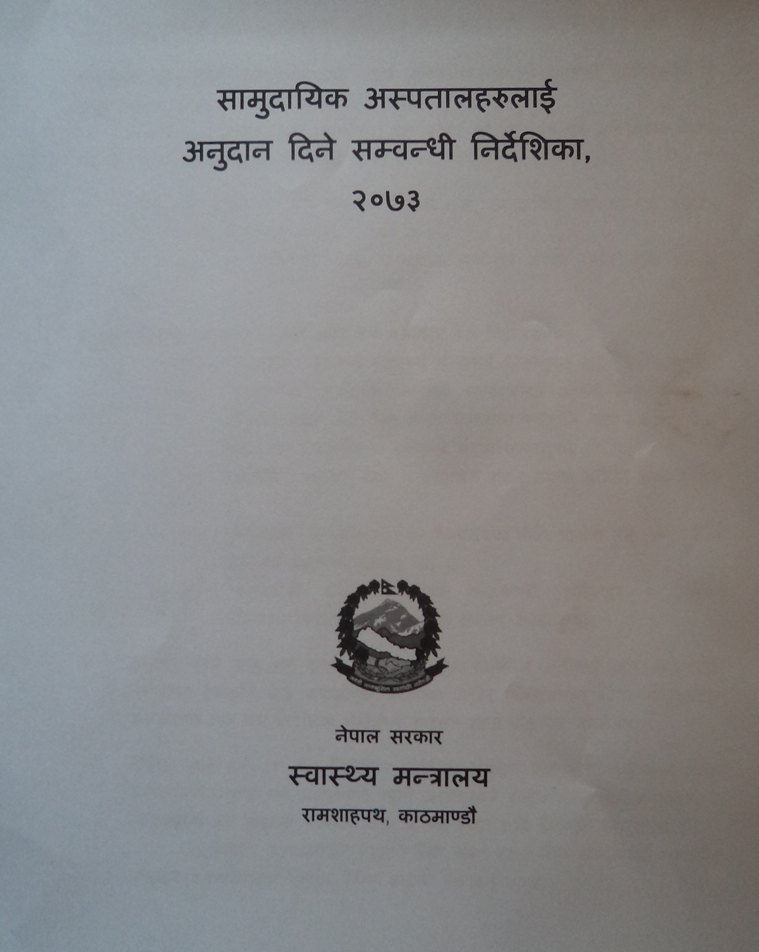 सामुदायिक अस्पतालहरुलाई
अनुदान दिने सम्वन्धी निर्देशिका,
२०७३
नेपाल सरकार
स्वास्थ्य मन्त्रालय
रामशाहपथ, काठमाण्डौ